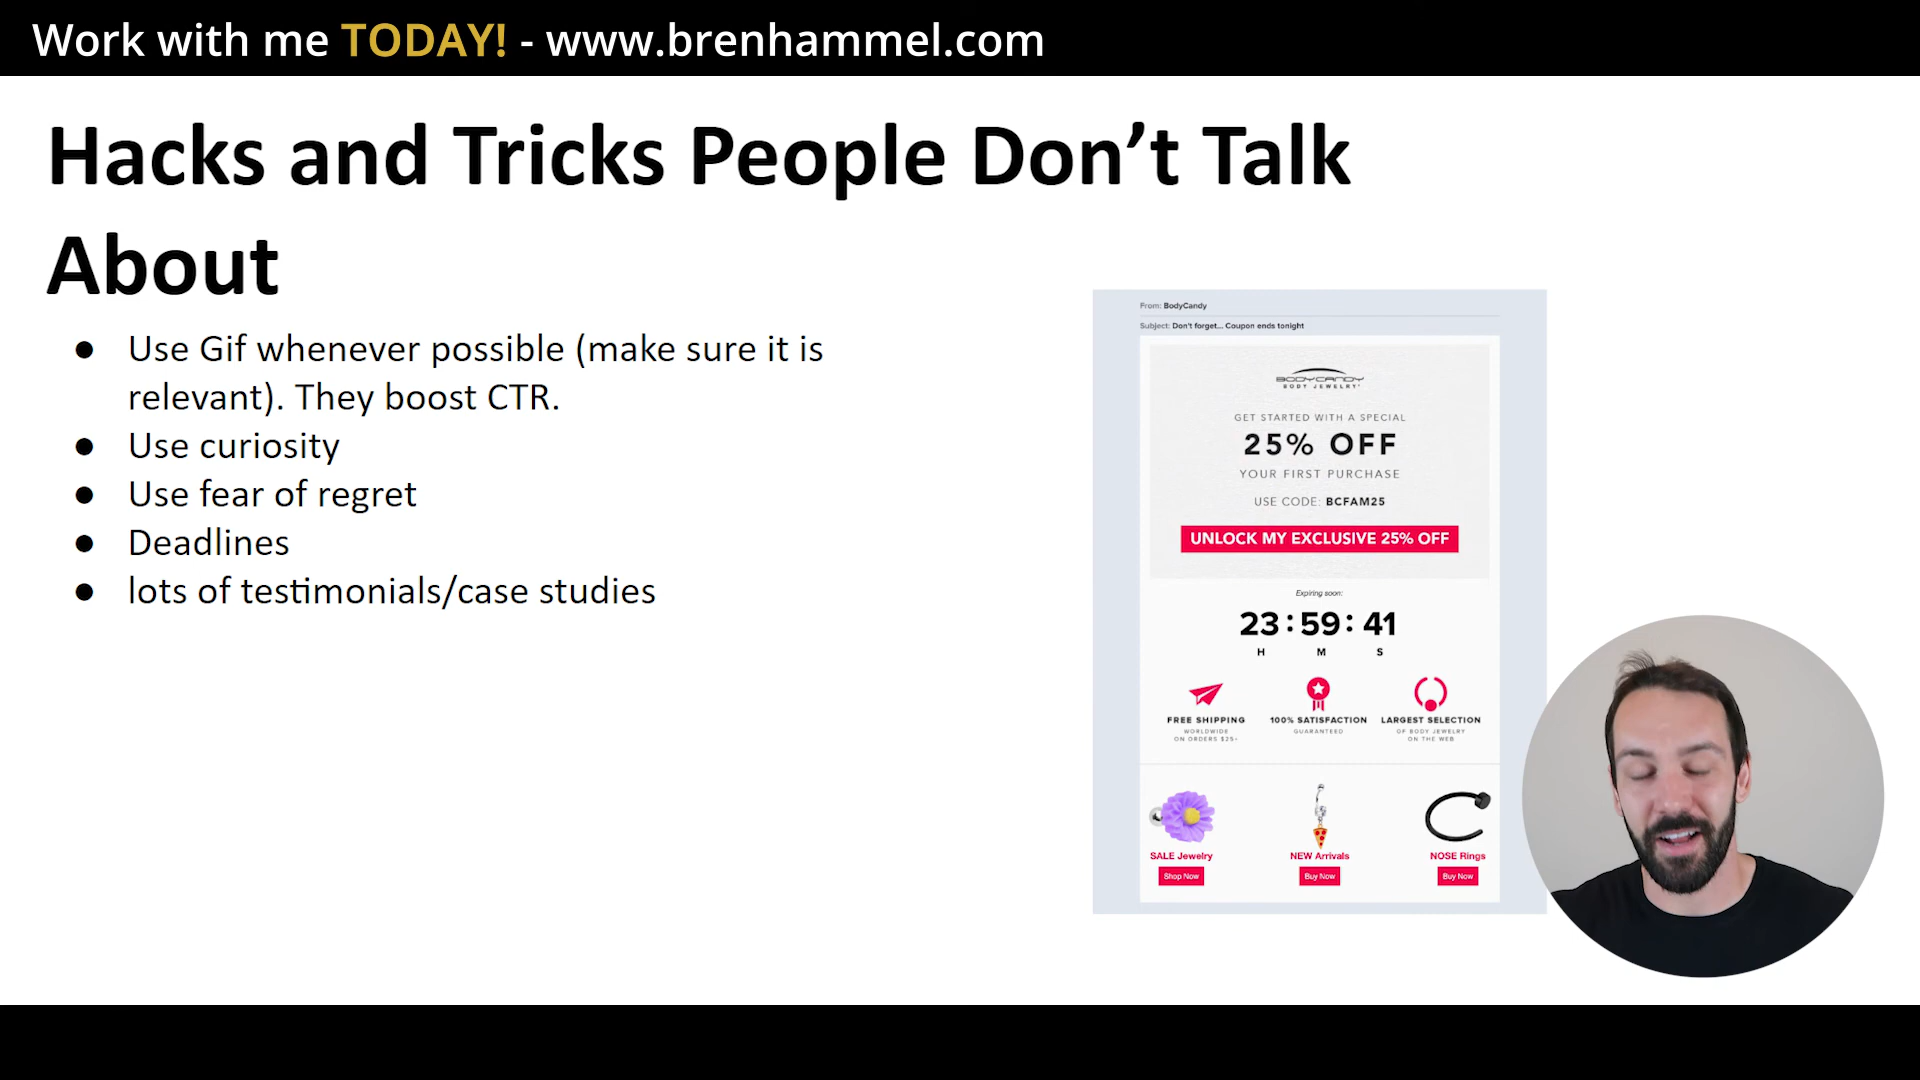 Work with me TODAY! - www.brenhammel.com
Hacks and Tricks People Don’t Talk
About
● Use Gif whenever possible (make sure it is
relevant). They boost CTR.
● Use curiosity
● Use fear of regret
● Deadlines
● lots of testimonials/case studies
From: BodyCandy
Subject: Don't forget... Coupon ends tonight
BODYCANDY
BODY JEWELRY
GET STARTED WITH A SPECIAL
25% OFF
YOUR FIRST PURCHASE
USE CODE: BCFAM25
UNLOCK MY EXCLUSIVE 25% OFF
Expiring soon:
23 : 59 : 41
H M S
FREE SHIPPING 100% SATISFACTION LARGEST SELECTION
WORLDWIDE GUARANTEED OF BODY JEWELRY
ON ORDERS $25+ ON THE WEB
SALE Jewelry NEW Arrivals NOSE Rings
Shop Now Buy Now Buy Now